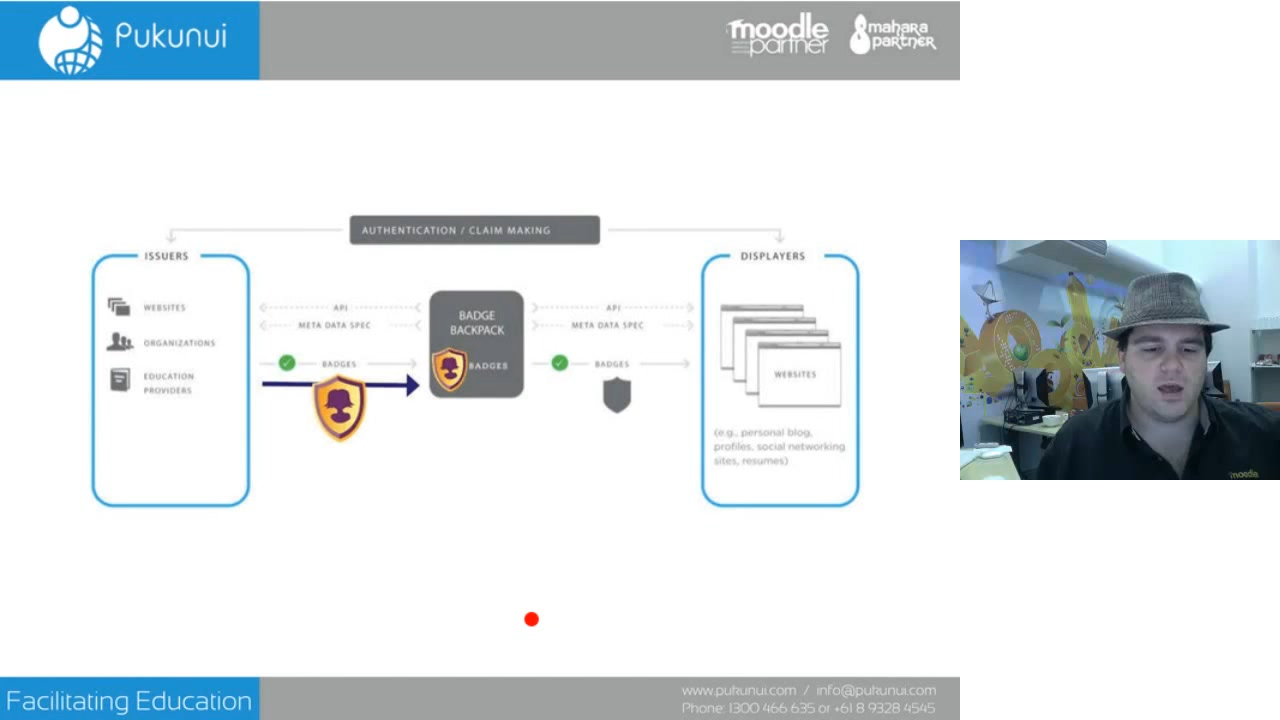 Pukunui
moodle
partner
mahara
partner
AUTHENTICATION / CLAIM MAKING
ISSUERS
DISPLAYERS
WEBSITES
ORGANIZATIONS
EDUCATION
PROVIDERS
API
META DATA SPEC
BADGES
BADGE
BACKPACK
BADGES
API
META DATA SPEC
BADGES
WEBSITES
(e.g., personal blog,
profiles, social networking
sites, resumes)
moodle
Facilitating Education
www.pukunui.com / info@pukunui.com
Phone: 1300 466 635 or +61 8 9328 4545